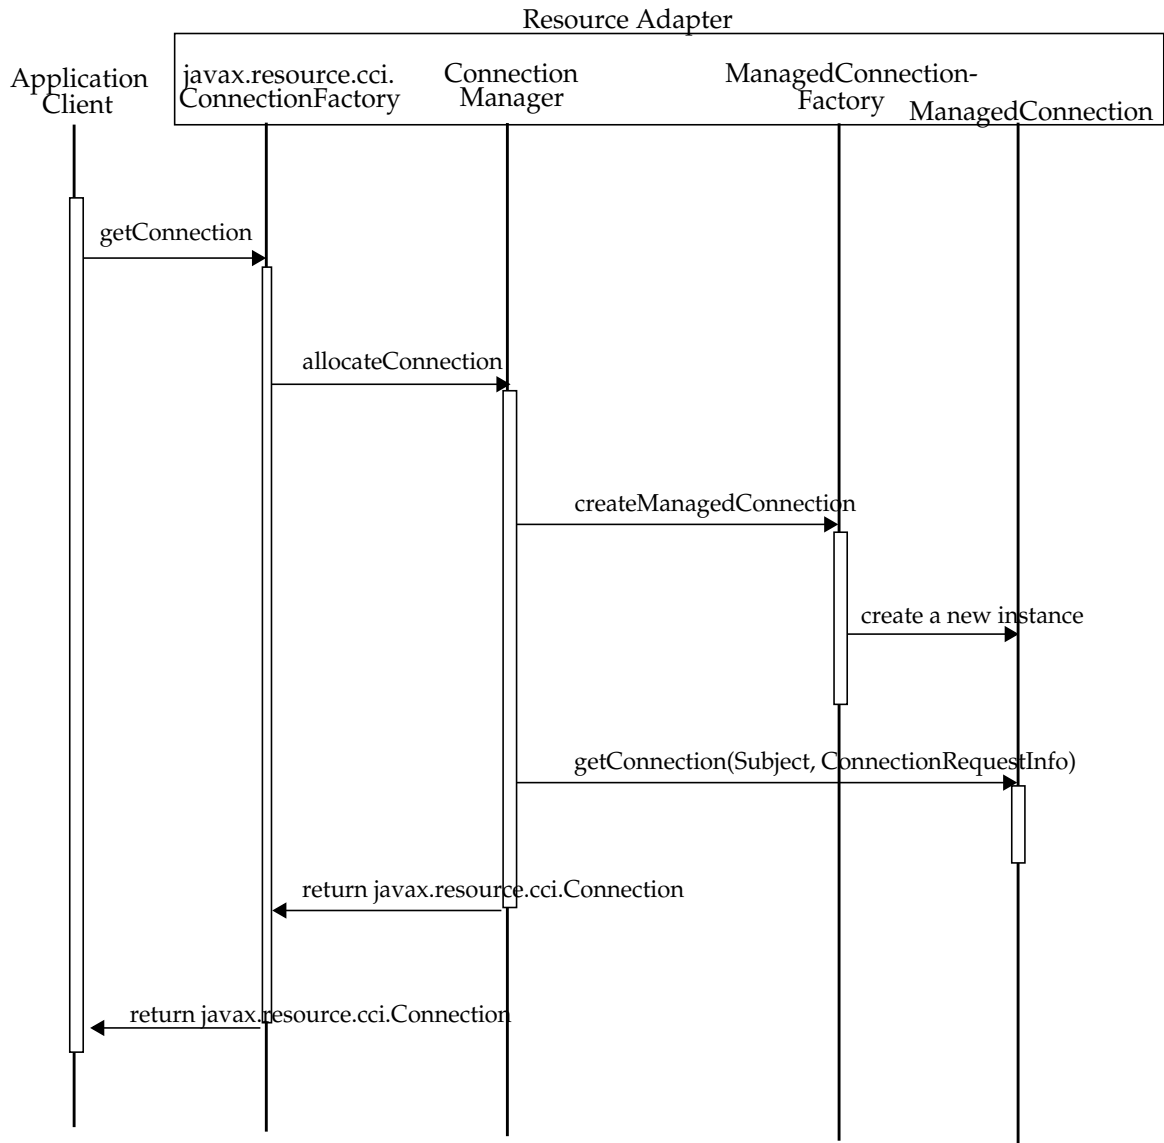 Resource Adapter
Application
Client
javax.resource.cci.
ConnectionFactory
Connection
Manager
ManagedConnection-
Factory
ManagedConnection
getConnection
allocateConnection
createManagedConnection
create a new instance
getConnection(Subject, ConnectionRequestInfo)
return javax.resource.cci.Connection
return javax.resource.cci.Connection